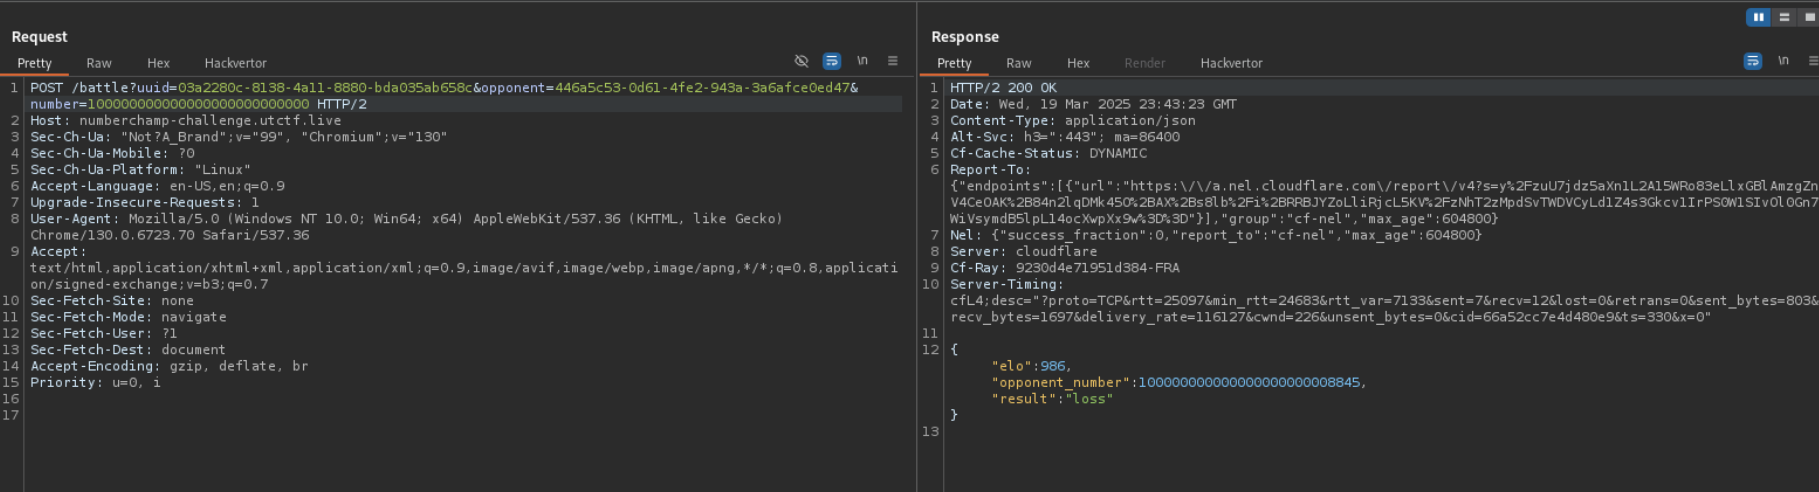 Request
Pretty Raw Hex Hackvertor \n
1 POST /battle?uuid=03a2280c-8138-4a11-8880-bda035ab658c&opponent=446a5c53-0d61-4fe2-943a-3a6afce0ed47&
number=1000000000000000000000000000 HTTP/2
2 Host: numberchamp-challenge.utctf.live
3 Sec-Ch-Ua: "Not?A_Brand";v="99", "Chromium";v="130"
4 Sec-Ch-Ua-Mobile: ?0
5 Sec-Ch-Ua-Platform: "Linux"
6 Accept-Language: en-US,en;q=0.9
7 Upgrade-Insecure-Requests: 1
8 User-Agent: Mozilla/5.0 (Windows NT 10.0; Win64; x64) AppleWebKit/537.36 (KHTML, like Gecko)
Chrome/130.0.6723.70 Safari/537.36
9 Accept:
text/html,application/xhtml+xml,application/xml;q=0.9,image/avif,image/webp,image/apng,*/*;q=0.8,applicati
on/signed-exchange;v=b3;q=0.7
10 Sec-Fetch-Site: none
11 Sec-Fetch-Mode: navigate
12 Sec-Fetch-User: ?1
13 Sec-Fetch-Dest: document
14 Accept-Encoding: gzip, deflate, br
15 Priority: u=0, i
16
17
Response
Pretty Raw Hex Render Hackvertor \n
1 HTTP/2 200 OK
2 Date: Wed, 19 Mar 2025 23:43:23 GMT
3 Content-Type: application/json
4 Alt-Svc: h3=":443"; ma=86400
5 Cf-Cache-Status: DYNAMIC
6 Report-To:
{"endpoints":[{"url":"https:\/\/a.nel.cloudflare.com\/report\/v4?s=y%2FzuU7jdz5aXn1L2A15WRo83eLlxGBlAmzgZn
V4CeOAK%2B84n2lqDMk450%2BAX%2Bs8lb%2Fi%2BRRBJYZoLliRjcL5KV%2FzNhT2zMpdSvTWDVCyLd1Z4s3Gkcv1IrPS0W1SIv0l0Gn7
WiVsymdB5lpL14ocXwpXx9w%3D%3D"}],"group":"cf-nel","max_age":604800}
7 Nel: {"success_fraction":0,"report_to":"cf-nel","max_age":604800}
8 Server: cloudflare
9 Cf-Ray: 9230d4e71951d384-FRA
10 Server-Timing:
cfL4;desc="?proto=TCP&rtt=25097&min_rtt=24683&rtt_var=7133&sent=7&recv=12&lost=0&retrans=0&sent_bytes=803&
recv_bytes=1697&delivery_rate=116127&cwnd=226&unsent_bytes=0&cid=66a52cc7e4d480e9&ts=330&x=0"
11
12 {
"elo":986,
"opponent_number":1000000000000000000000008845,
"result":"loss"
}
13